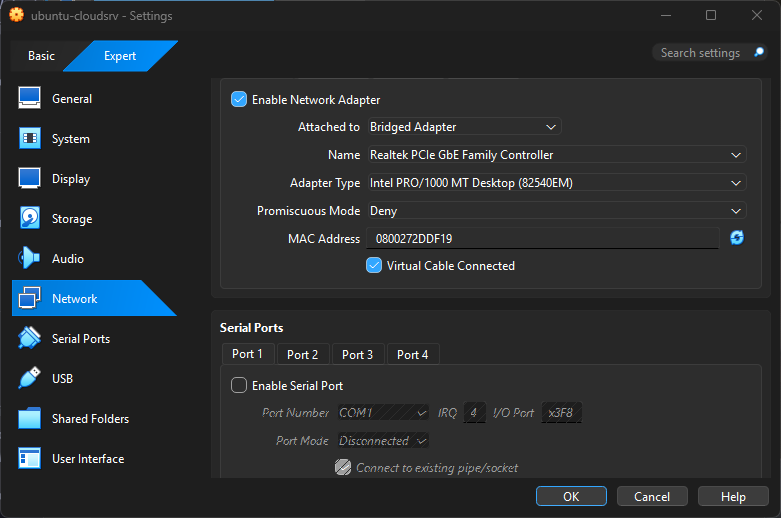 ubuntu-cloudsrv - Settings
Basic
Expert
Search settings
General
System
Display
Storage
Audio
Network
Serial Ports
USB
Shared Folders
User Interface
Enable Network Adapter
Attached to Bridged Adapter
Name Realtek PCIe GbE Family Controller
Adapter Type Intel PRO/1000 MT Desktop (82540EM)
Promiscuous Mode Deny
MAC Address 0800272DDF19
Virtual Cable Connected
Serial Ports
Port 1 Port 2 Port 3 Port 4
Enable Serial Port
Port Number COM1 IRQ 4 I/O Port x3F8
Port Mode Disconnected
Connect to existing pipe/socket
OK Cancel Help